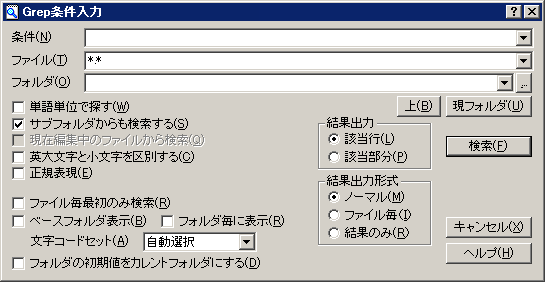 Grep条件入力
条件(N)
ファイル(T) *.*
フォルダ(O) ...
単語単位で探す(W) 上(B) 現フォルダ(U)
サブフォルダからも検索する(S)
現在編集中のファイルから検索(Q)
英大文字と小文字を区別する(C)
正規表現(E)
結果出力
該当行(L)
該当部分(P)
検索(F)
ファイル毎最初のみ検索(R)
ベースフォルダ表示(B) フォルダ毎に表示(R)
文字コードセット(A) 自動選択
フォルダの初期値をカレントフォルダにする(D)
結果出力形式
ノーマル(M)
ファイル毎(I)
結果のみ(R)
キャンセル(X)
ヘルプ(H)